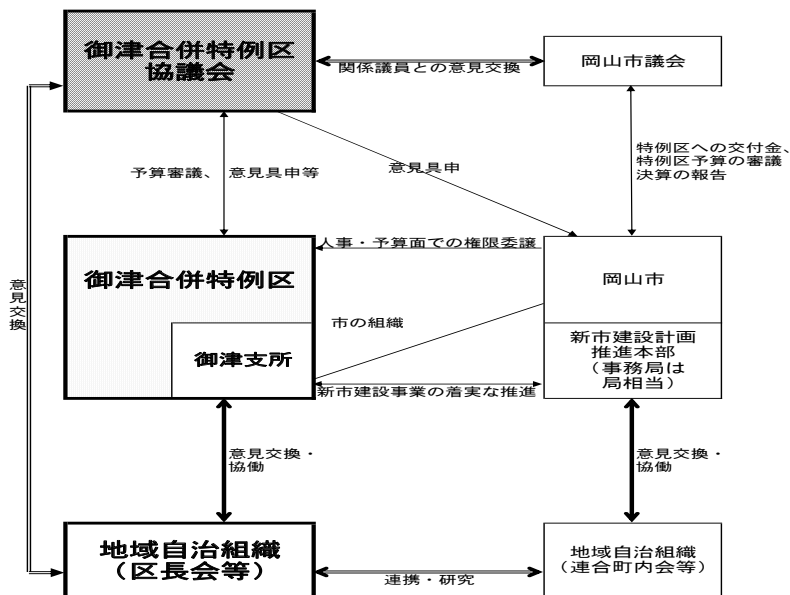 御津合併特例区
協議会
関係議員との意見交換
岡山市議会
予算審議、意見具申等
意見具申
特例区への交付金、
特例区予算の審議
決算の報告
意見交換
人事・予算面での権限委譲
御津合併特例区
岡山市
市の組織
御津支所
新市建設計画
推進本部
（事務局は
局相当）
新市建設事業の着実な推進
意見交換・
協働
意見交換・
協働
地域自治組織
（区長会等）
連携・研究
地域自治組織
（連合町内会等）